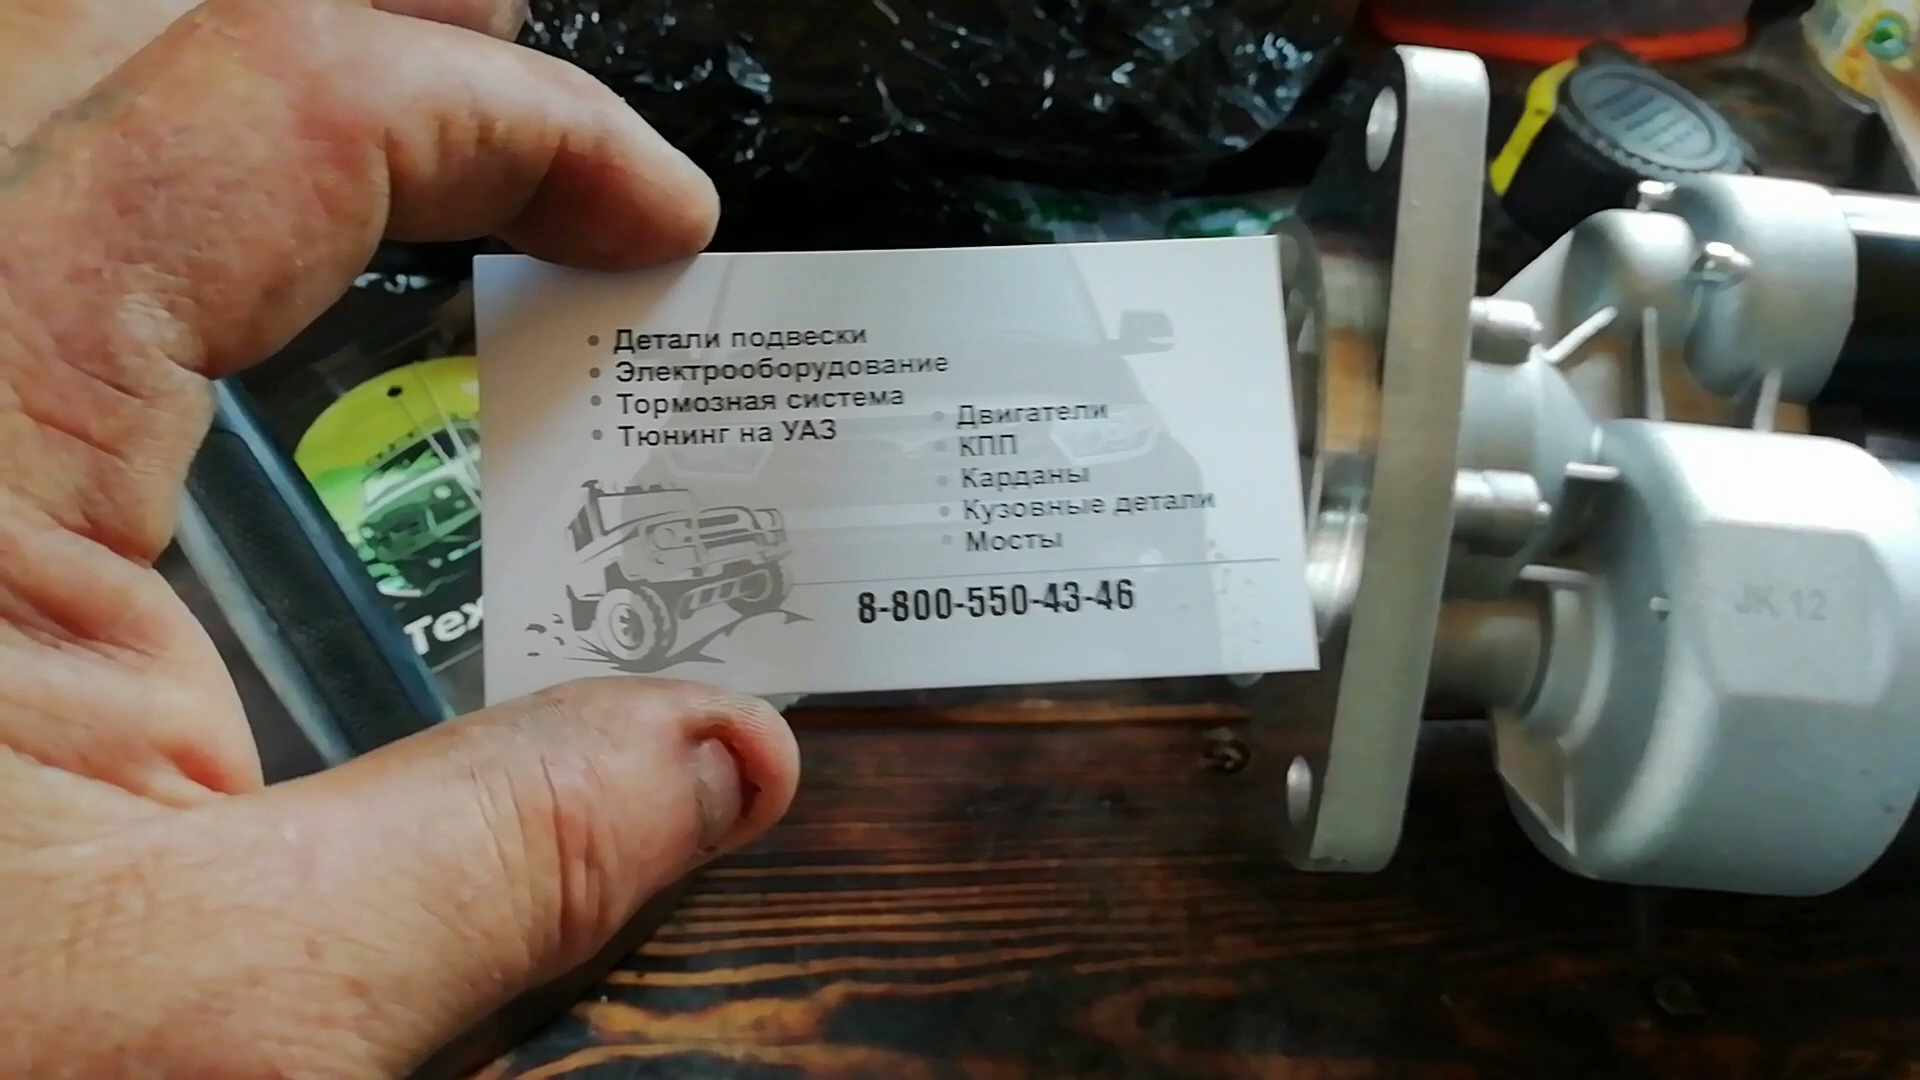 • Детали подвески
• Электрооборудование
• Тормозная система
• Тюнинг на УАЗ
• Двигатели
• КПП
• Карданы
• Кузовные детали
• Мосты
8-800-550-43-46
Тех
JK 12